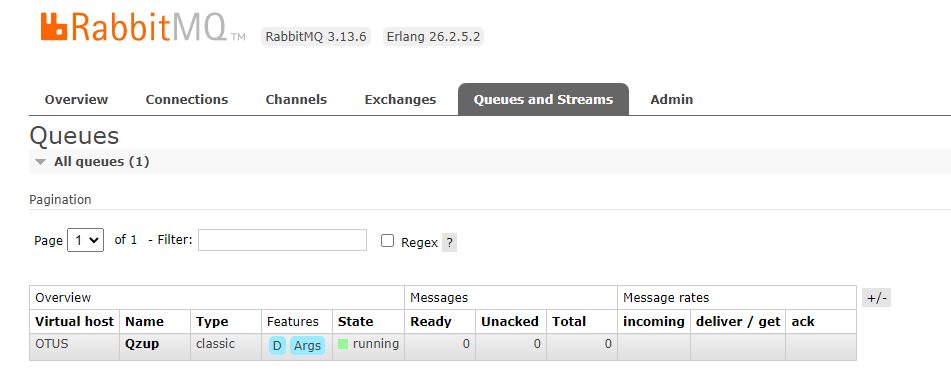 RabbitMQ TM RabbitMQ 3.13.6 Erlang 26.2.5.2
Overview Connections Channels Exchanges Queues and Streams Admin
Queues
All queues (1)
Pagination
Page 1 of 1 - Filter: Regex ?
Overview Messages Message rates +/-
Virtual host Name Type Features State Ready Unacked Total incoming deliver / get ack
OTUS Qzup classic D Args running 0 0 0